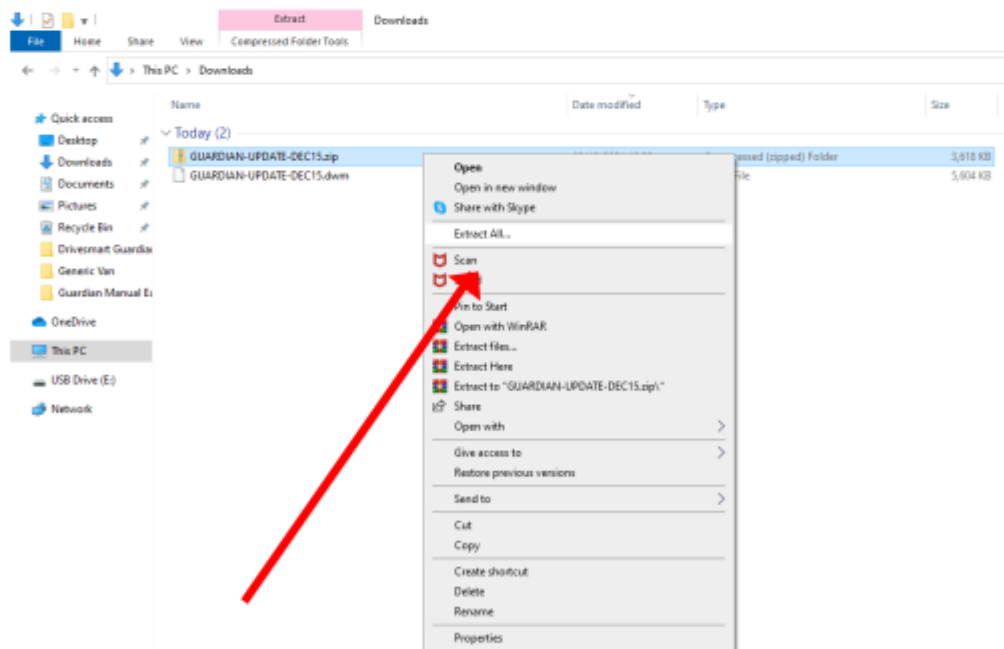 Extract
Downloads
File
Home
Share
View
Compressed Folder Tools
This PC > Downloads
Name
Date modified
Type
Size
Quick access
Desktop
Downloads
Documents
Pictures
Recycle Bin
Drivesmart Guardian
Generic Van
Guardian Manual
OneDrive
This PC
USB Drive (E:)
Network
Today (2)
GUARDIAN-UPDATE-DEC15.zip
essed (zipped) Folder
3,618 KB
GUARDIAN-UPDATE-DEC15.dwm
File
5,604 KB
Open
Open in new window
Share with Skype
Extract All...
Scan
Pin to Start
Open with WinRAR
Extract files...
Extract Here
Extract to "GUARDIAN-UPDATE-DEC15.zip\"
Share
Open with
Give access to
Restore previous versions
Send to
Cut
Copy
Create shortcut
Delete
Rename
Properties